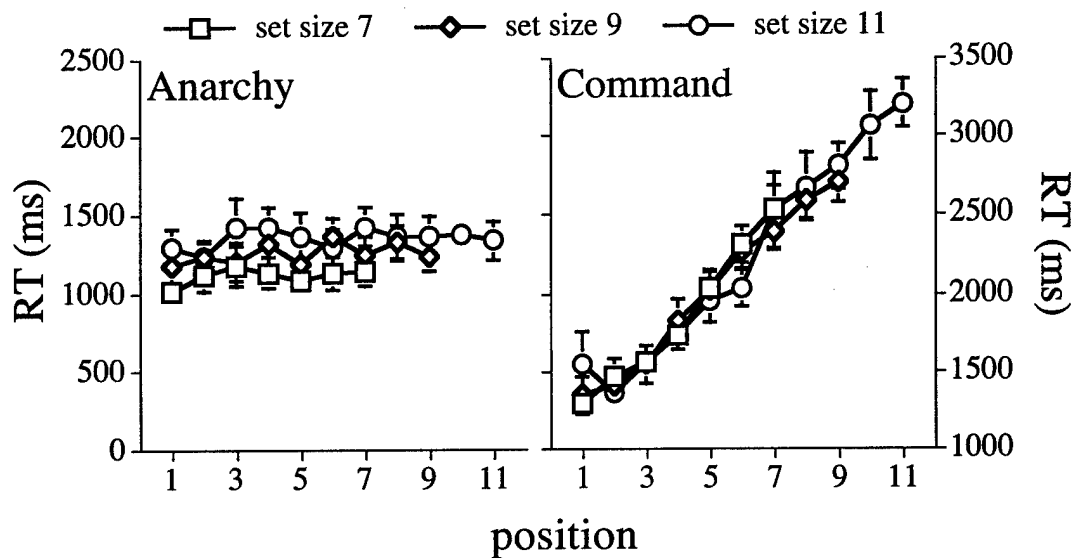 set size 7 set size 9 set size 11
Anarchy
Command
RT (ms)
2500
2000
1500
1000
500
0
1 3 5 7 9 11
1 3 5 7 9 11
3500
3000
2500
2000
1500
1000
RT (ms)
position